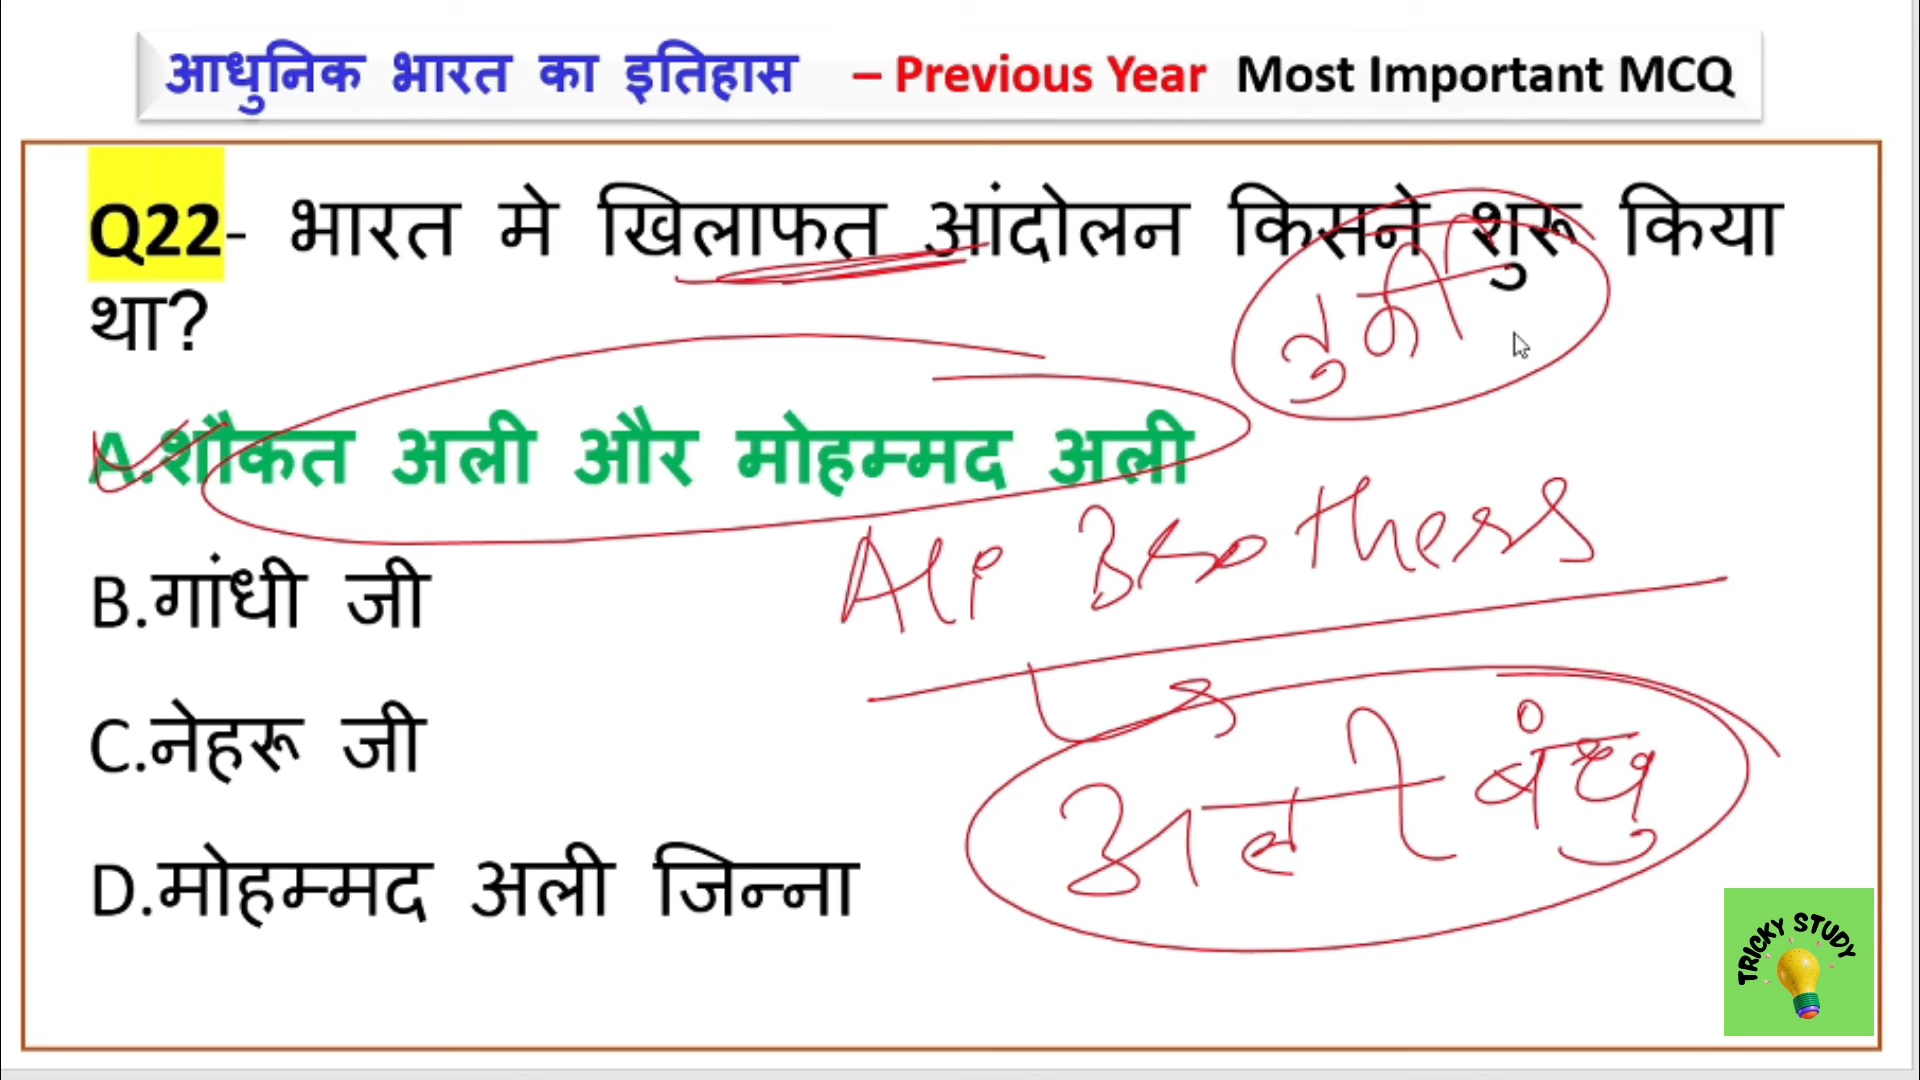 आधुनिक भारत का इतिहास – Previous Year Most Important MCQ
Q22- भारत मे खिलाफत आंदोलन किसने शुरू किया
था?
तुर्की
A.शौकत अली और मोहम्मद अली
Ali Brothers
B.गांधी जी
C.नेहरू जी
अली बंधु
D.मोहम्मद अली जिन्ना
TRICKY STUDY